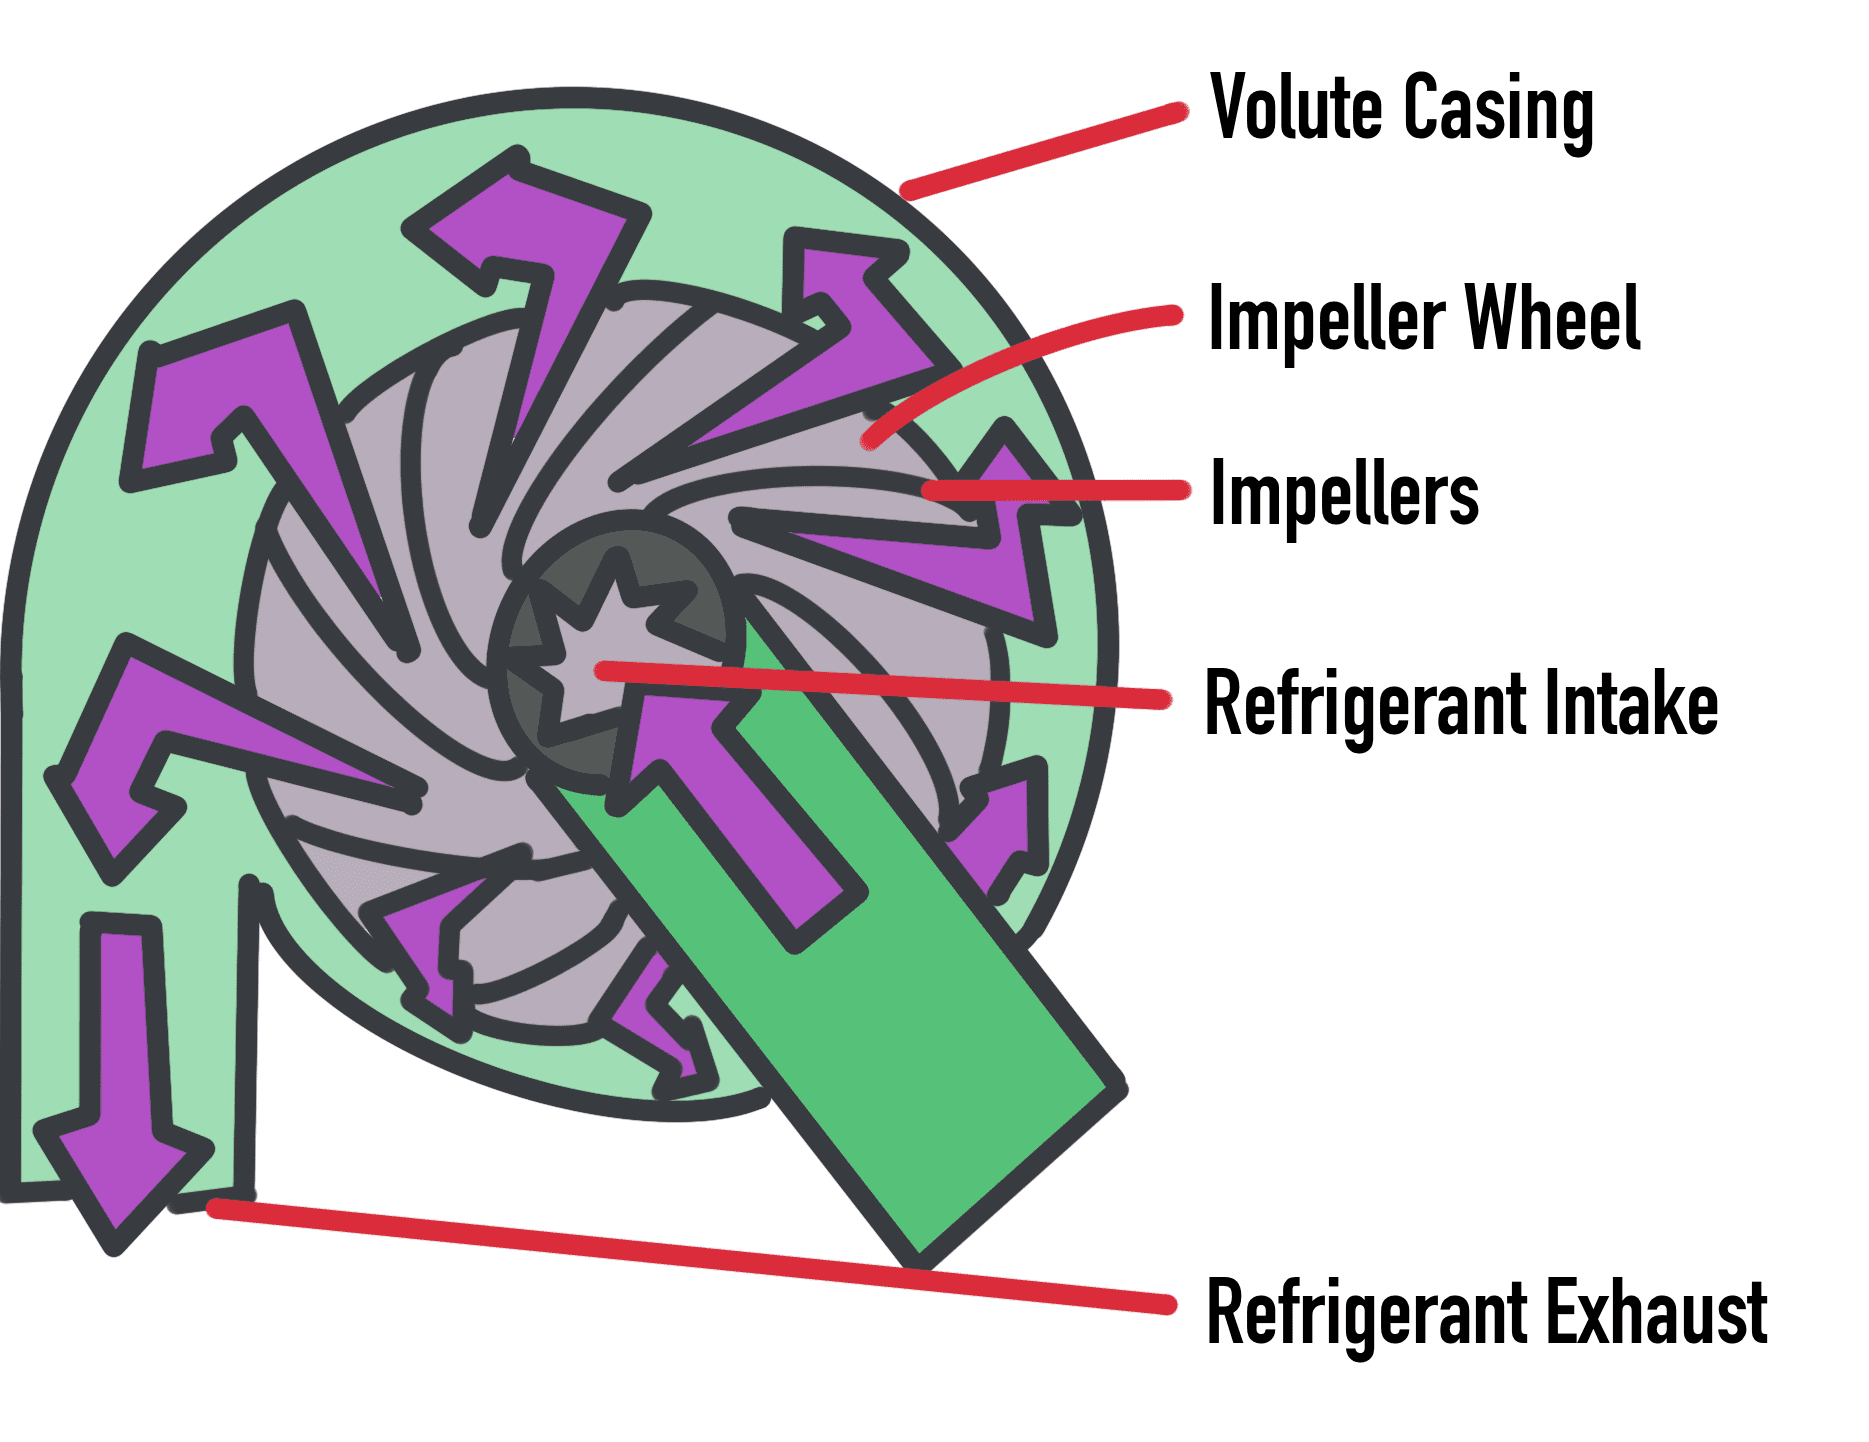 Volute Casing
Impeller Wheel
Impellers
Refrigerant Intake
Refrigerant Exhaust